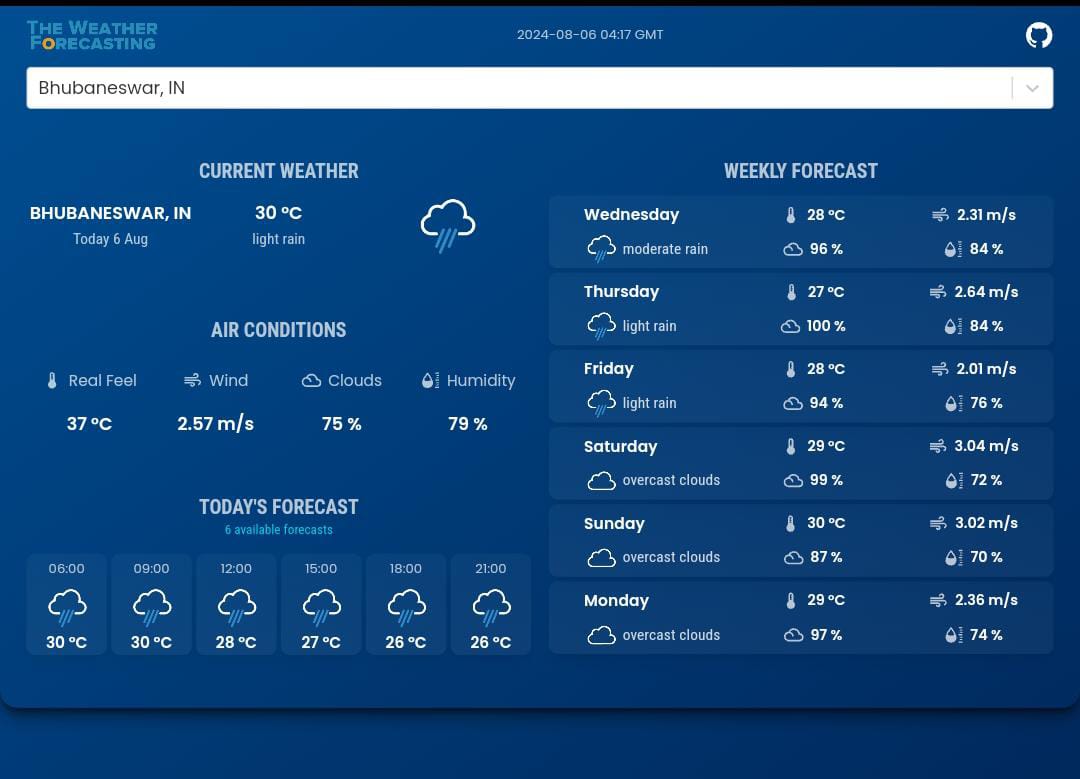 THE WEATHER
FORECASTING
2024-08-06 04:17 GMT
Bhubaneswar, IN
CURRENT WEATHER
BHUBANESWAR, IN
Today 6 Aug
30 °C
light rain
AIR CONDITIONS
Real Feel
37 °C
Wind
2.57 m/s
Clouds
75 %
Humidity
79 %
TODAY'S FORECAST
6 available forecasts
06:00
30 °C
09:00
30 °C
12:00
28 °C
15:00
27 °C
18:00
26 °C
21:00
26 °C
WEEKLY FORECAST
Wednesday 28 °C 2.31 m/s
moderate rain 96 % 84 %
Thursday 27 °C 2.64 m/s
light rain 100 % 84 %
Friday 28 °C 2.01 m/s
light rain 94 % 76 %
Saturday 29 °C 3.04 m/s
overcast clouds 99 % 72 %
Sunday 30 °C 3.02 m/s
overcast clouds 87 % 70 %
Monday 29 °C 2.36 m/s
overcast clouds 97 % 74 %